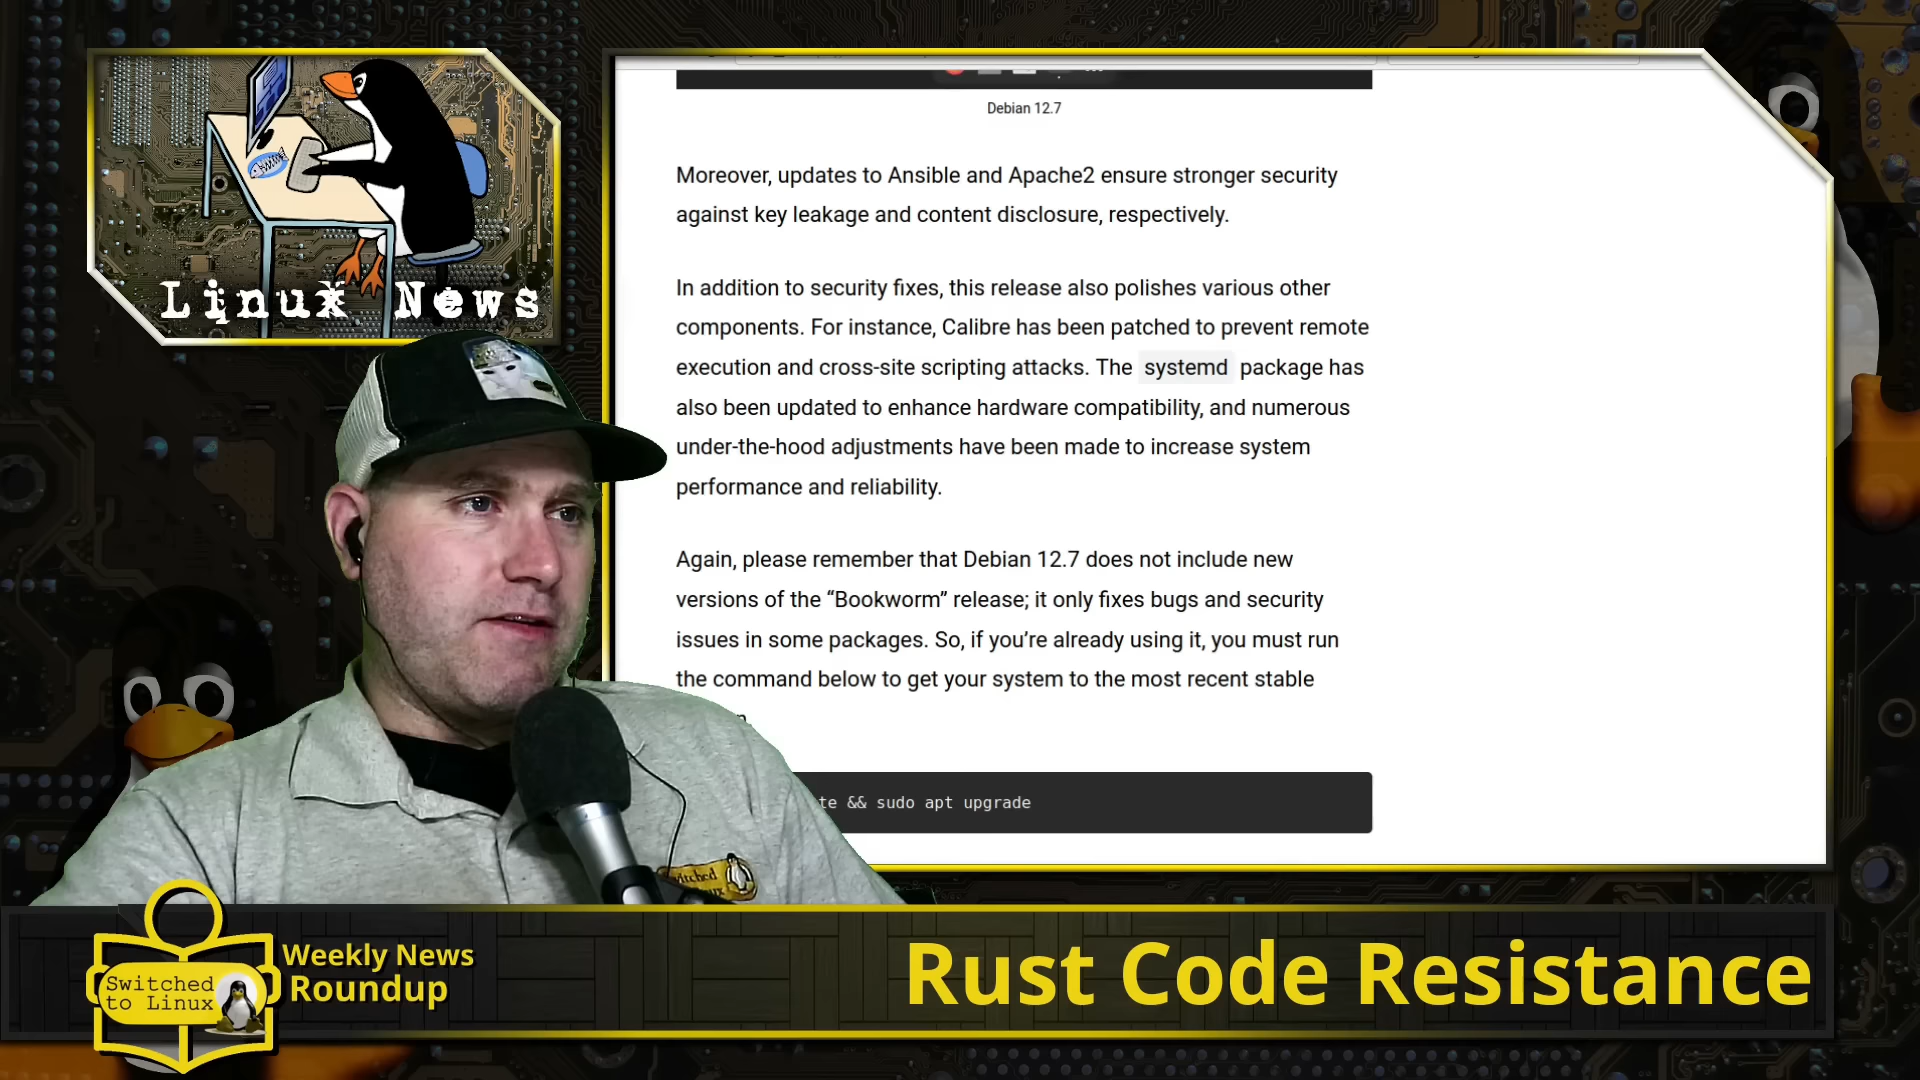 Linux News
Debian 12.7
Moreover, updates to Ansible and Apache2 ensure stronger security
against key leakage and content disclosure, respectively.
In addition to security fixes, this release also polishes various other
components. For instance, Calibre has been patched to prevent remote
execution and cross-site scripting attacks. The systemd package has
also been updated to enhance hardware compatibility, and numerous
under-the-hood adjustments have been made to increase system
performance and reliability.
Again, please remember that Debian 12.7 does not include new
versions of the “Bookworm” release; it only fixes bugs and security
issues in some packages. So, if you’re already using it, you must run
the command below to get your system to the most recent stable
&& sudo apt upgrade
Switched
to Linux
Weekly News
Roundup
Rust Code Resistance